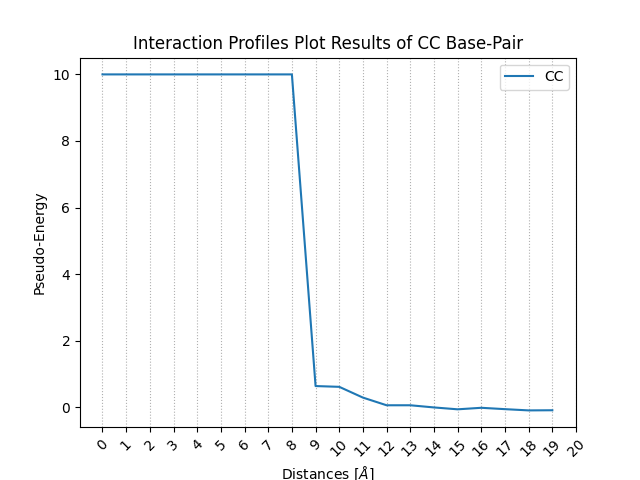 Interaction Profiles Plot Results of CC Base-Pair
CC
10
8
6
4
2
0
Pseudo-Energy
0 1 2 3 4 5 6 7 8 9 10 11 12 13 14 15 16 17 18 19 20
Distances [Å]